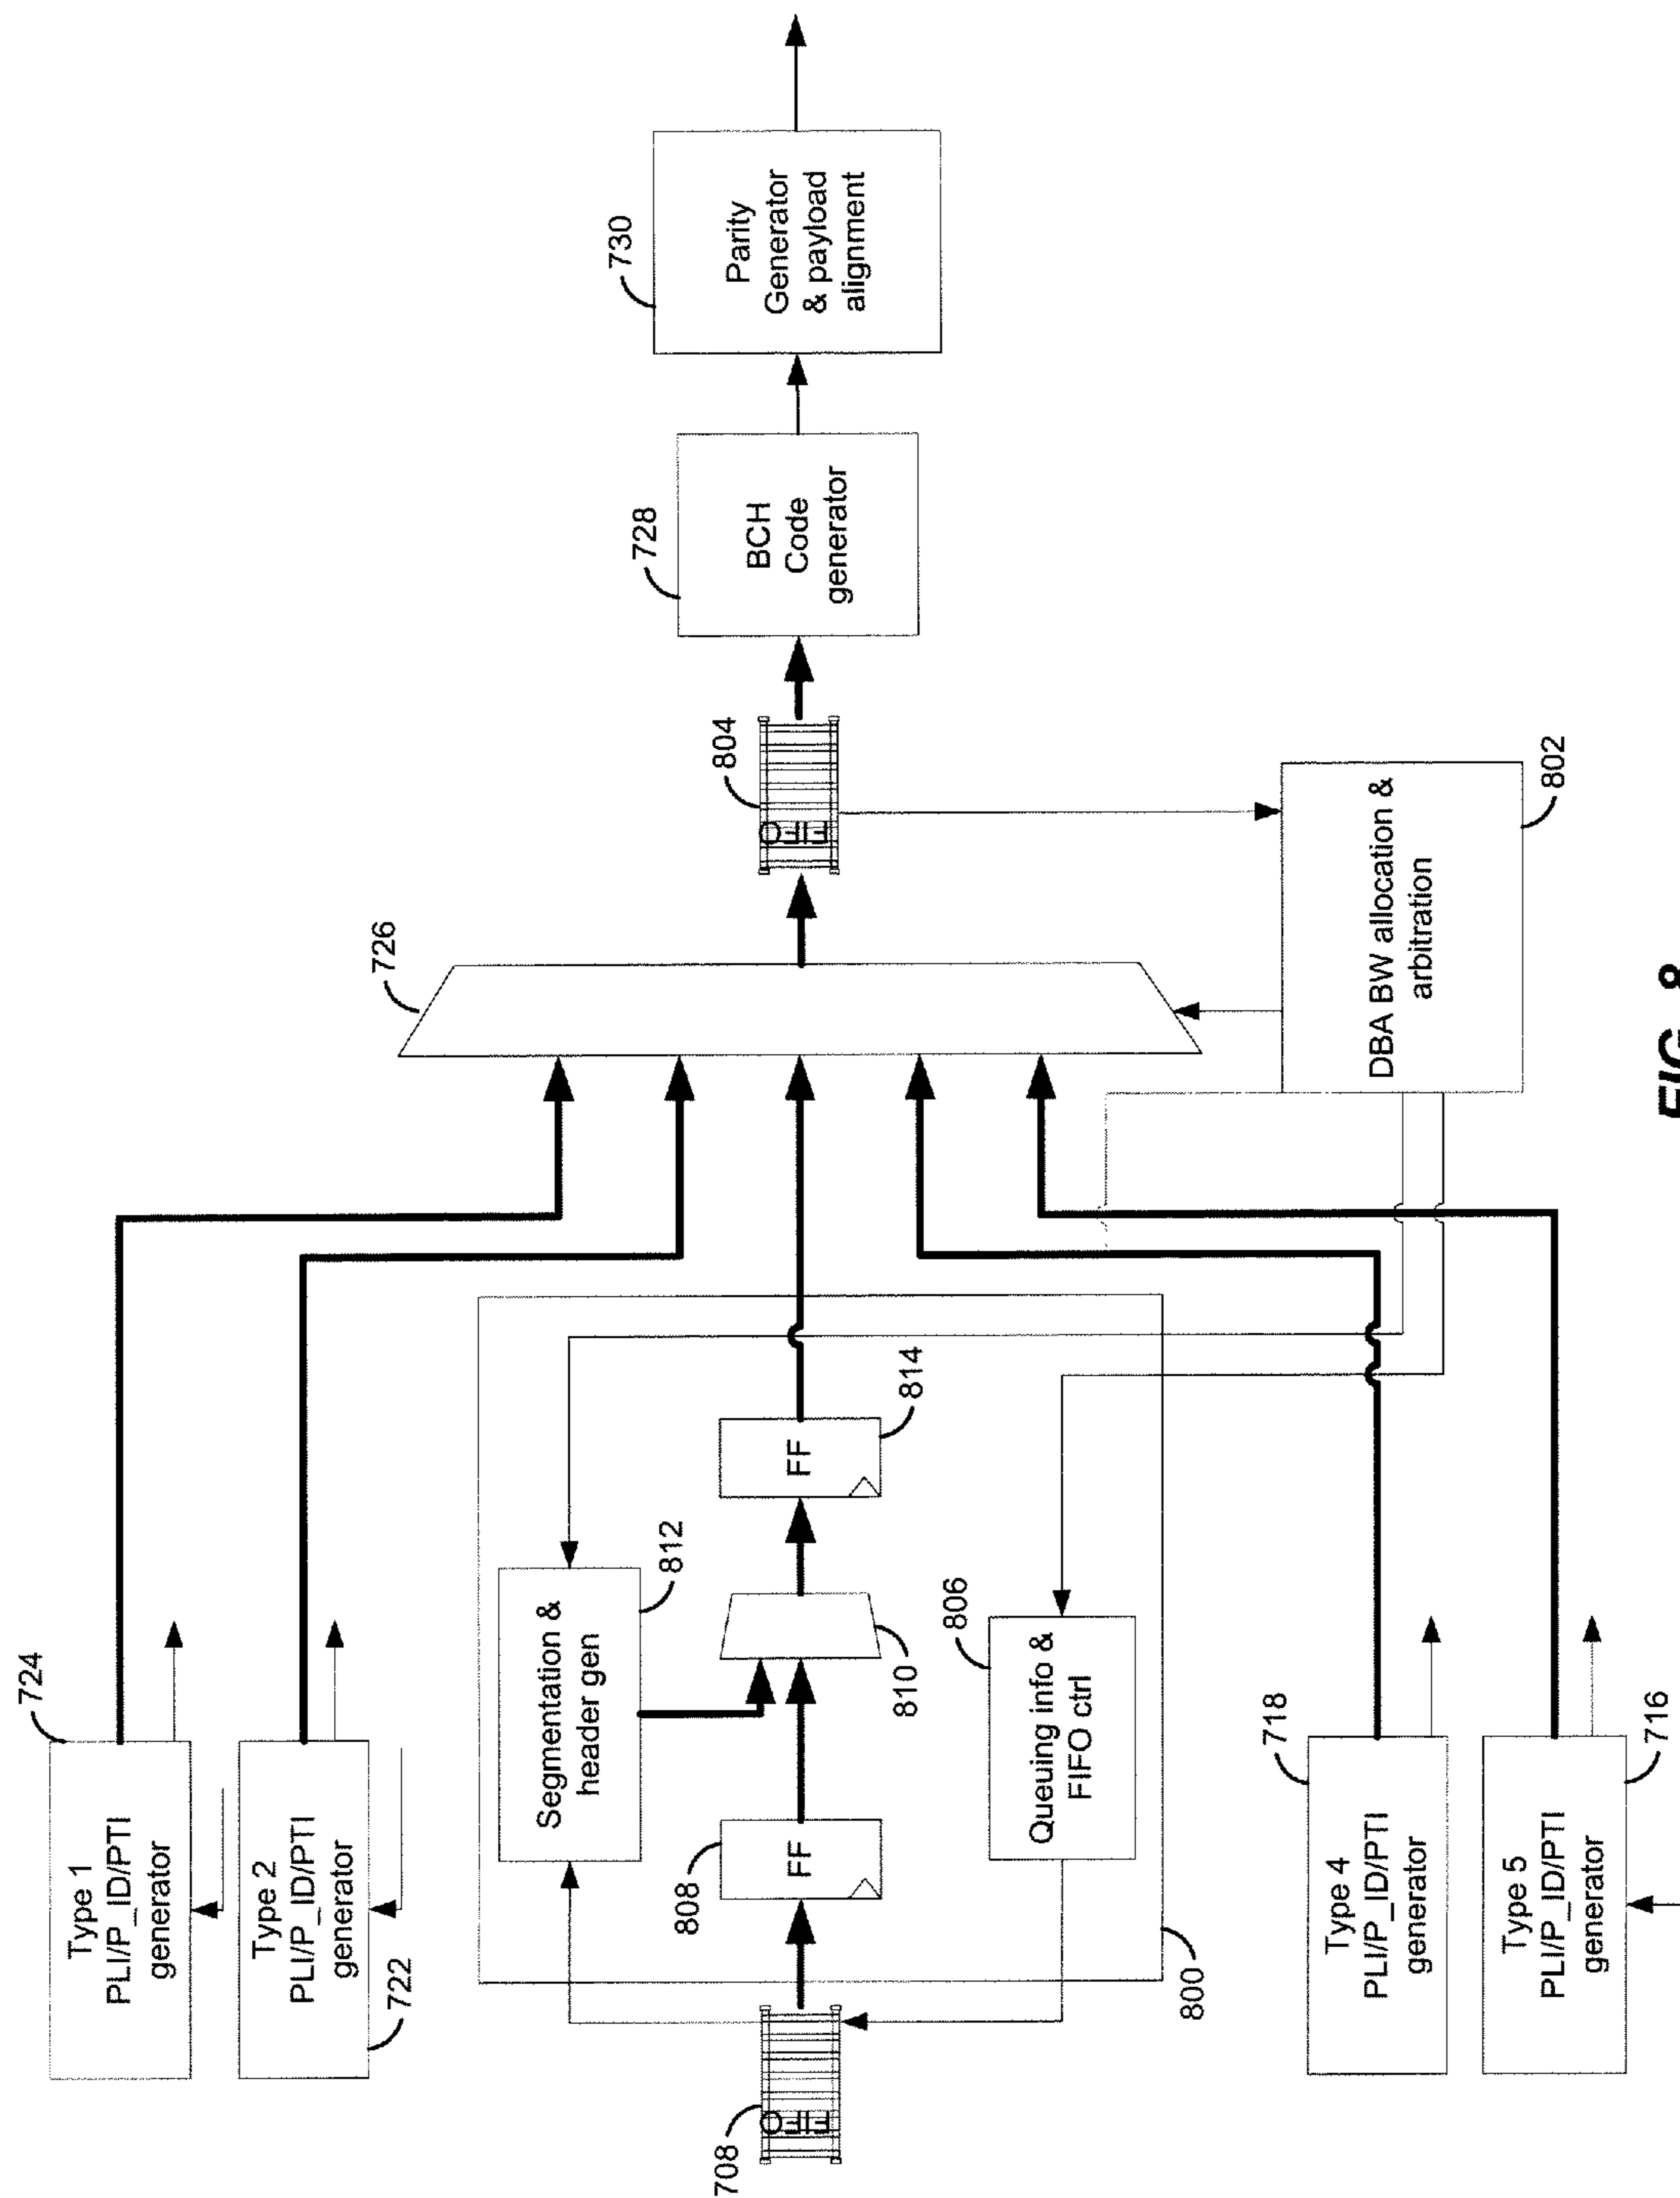 724
Type 1
PLI/P_ID/PTI
generator
Type 2
PLI/P_ID/PTI
generator
722
708
FIFO
808
FF
Segmentation &
header gen
812
810
FF
814
Queuing info &
FIFO ctrl
806
800
718
Type 4
PLI/P_ID/PTI
generator
Type 5
PLI/P_ID/PTI
generator
716
726
804
FIFO
728
BCH
Code
generator
730
Parity
Generator
& payload
alignment
DBA BW allocation &
arbitration
802
FIG. 8